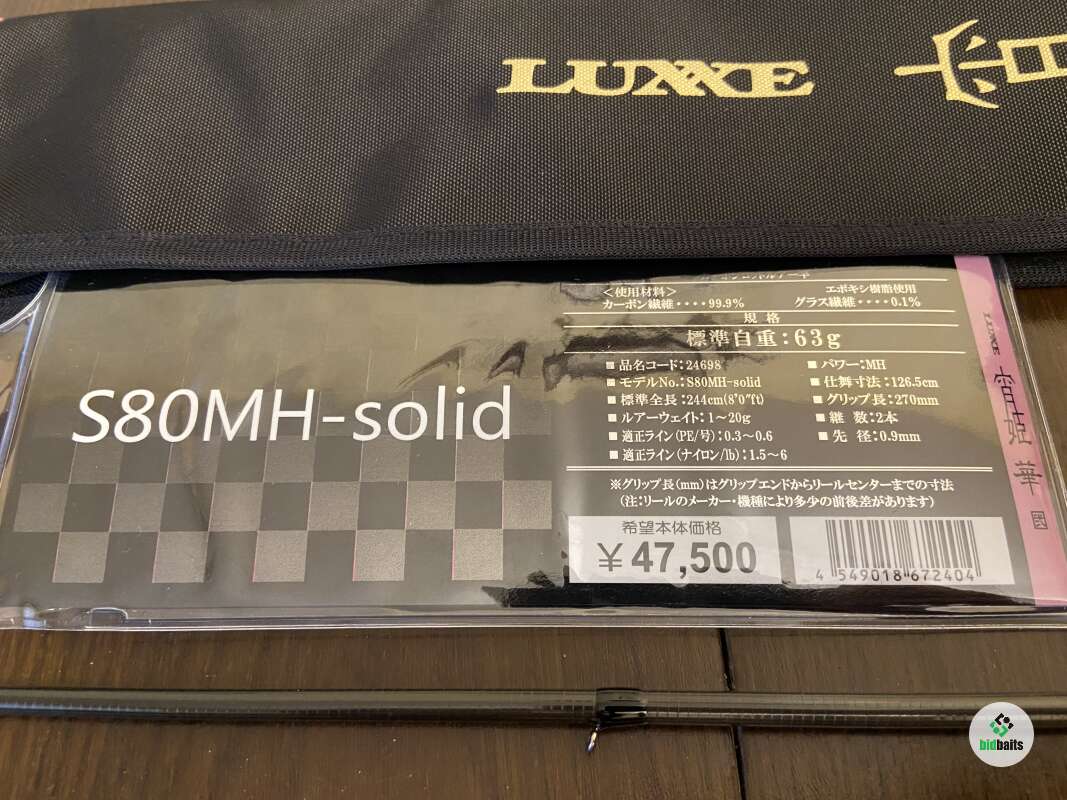 LUXXE
S80MH-solid
<使用材料> エポキシ樹脂使用
カーボン繊維・・・・99.9% グラス繊維・・・・0.1%
規格
標準自重:63g
■品名コード:24698 ■パワー:MH
■モデルNo.:S80MH-solid ■仕舞寸法:126.5cm
■標準全長:244cm(8'0"ft) ■グリップ長:270mm
■ルアーウェイト:1~20g ■継数:2本
■適正ライン(PE/号):0.3~0.6 ■先径:0.9mm
■適正ライン(ナイロン/lb):1.5~6
※グリップ長(mm)はグリップエンドからリールセンターまでの寸法
(注:リールのメーカー・機種により多少の前後差があります)
希望本体価格
¥47,500
4 549018 672404
LUXXE
宵姫
華
bidbaits